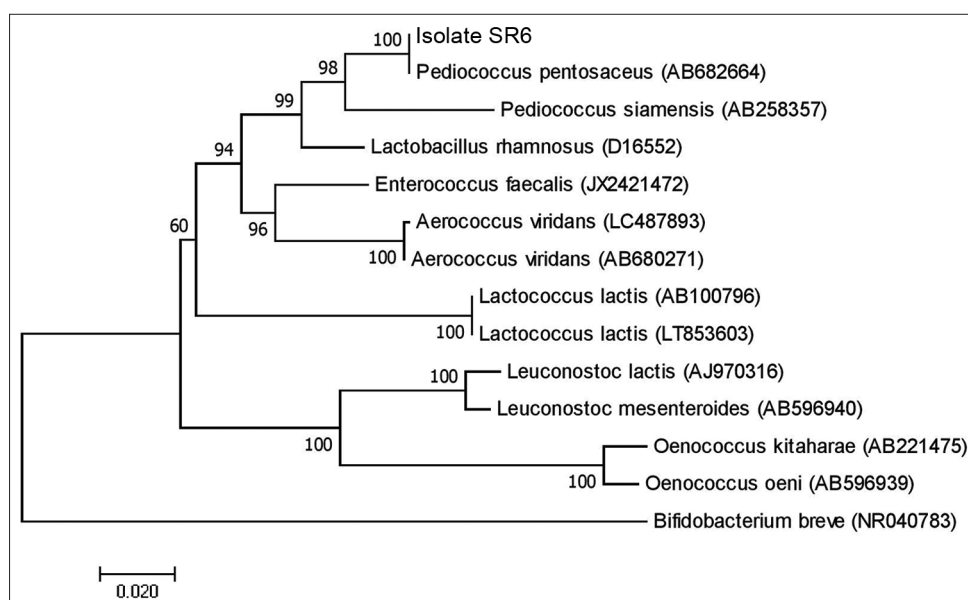 100 Isolate SR6
98 Pediococcus pentosaceus (AB682664)
99 Pediococcus siamensis (AB258357)
94 Lactobacillus rhamnosus (D16552)
Enterococcus faecalis (JX2421472)
60 96 Aerococcus viridans (LC487893)
100 Aerococcus viridans (AB680271)
Lactococcus lactis (AB100796)
100 Lactococcus lactis (LT853603)
100 Leuconostoc lactis (AJ970316)
Leuconostoc mesenteroides (AB596940)
100 Oenococcus kitaharae (AB221475)
100 Oenococcus oeni (AB596939)
Bifidobacterium breve (NR040783)
0.020